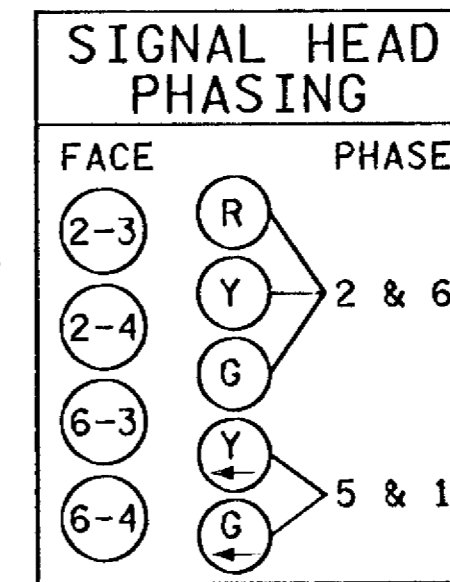 SIGNAL HEAD
PHASING
FACE PHASE
2-3 R
Y 2 & 6
2-4
G
6-3 Y
5 & 1
6-4 G